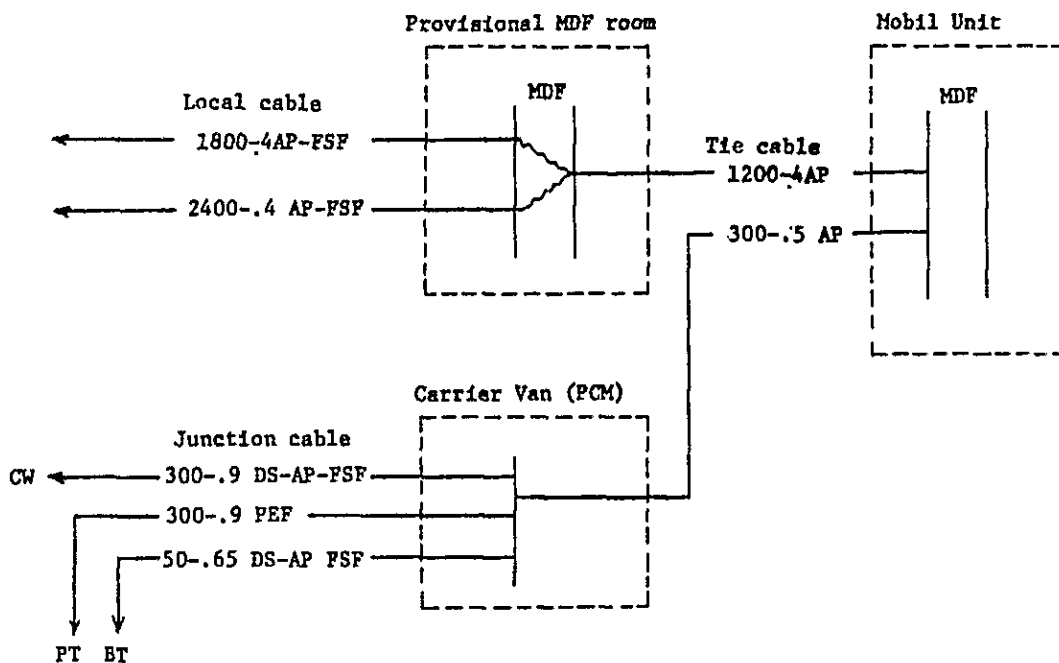 Provisional MDF room
Mobil Unit
MDF
MDF
Local cable
1800-.4AP-FSF
Tie cable
1200-.4AP
2400-.4 AP-FSF
300-.5 AP
Carrier Van (PCM)
Junction cable
CW
300-.9 DS-AP-FSF
300-.9 PEF
50-.65 DS-AP FSF
PT
BT